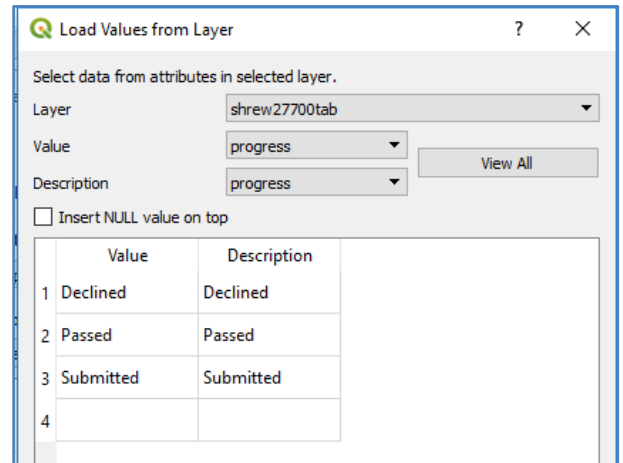 Load Values from Layer ?
Select data from attributes in selected layer.
Layer shrew27700tab
Value progress
View All
Description progress
Insert NULL value on top
Value Description
1 Declined Declined
2 Passed Passed
3 Submitted Submitted
4